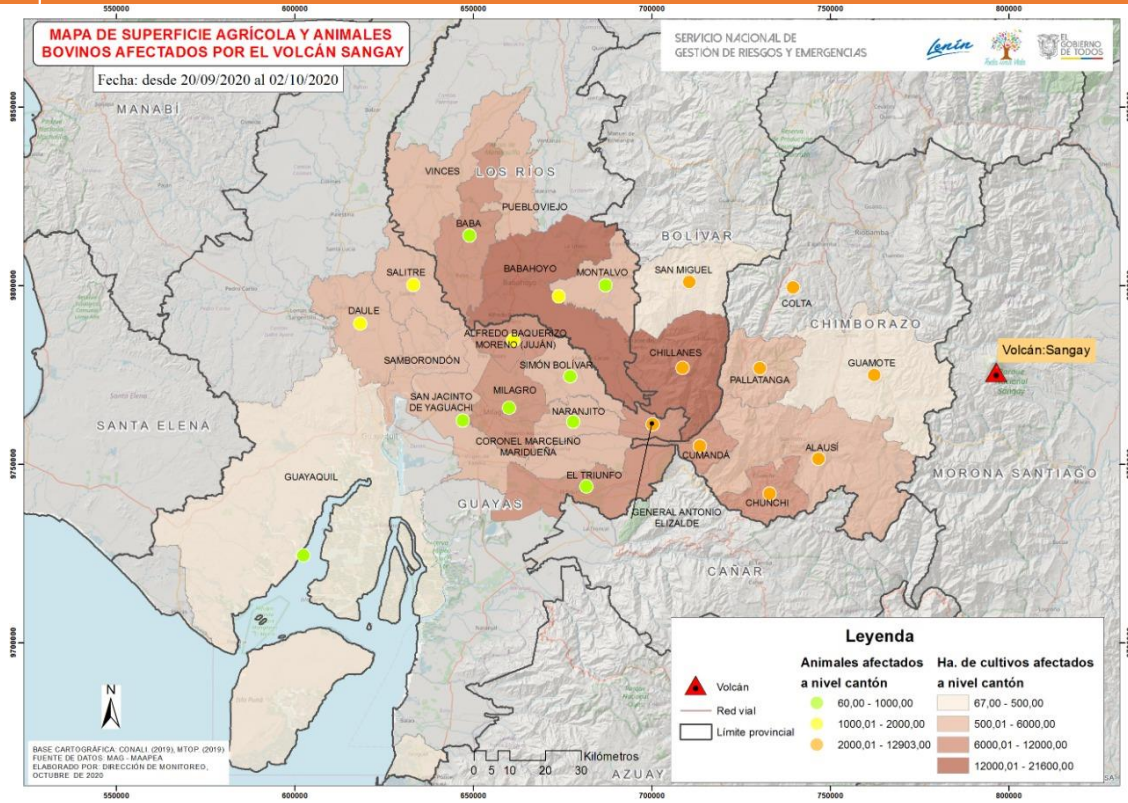 MAPA DE SUPERFICIE AGRÍCOLA Y ANIMALES
BOVINOS AFECTADOS POR EL VOLCÁN SANGAY
Fecha: desde 20/09/2020 al 02/10/2020
SERVICIO NACIONAL DE
GESTIÓN DE RIESGOS Y EMERGENCIAS
Lenín
EL
GOBIERNO
DE TODOS
550000
600000
650000
700000
750000
800000
MANABÍ
VINCES
LOS RÍOS
PUEBLOVIEJO
BABA
BOLÍVAR
BABAHOYO
MONTALVO
SAN MIGUEL
SALITRE
COLTA
DAULE
CHIMBORAZO
ALFREDO BAQUERIZO
MORENO (JUJÁN)
SAMBORONDÓN
SIMÓN BOLÍVAR
CHILLANES
PALLATANGA
GUAMOTE
Volcán:Sangay
SAN JACINTO
DE YAGUACHI
MILAGRO
NARANJITO
SANTA ELENA
CORONEL MARCELINO
MARIDUEÑA
CUMANDÁ
ALAUSÍ
MORONA SANTIAGO
GUAYAQUIL
EL TRIUNFO
GUAYAS
CHUNCHI
GENERAL ANTONIO
ELIZALDE
CAÑAR
AZUAY
9800000
9750000
9700000
N
BASE CARTOGRÁFICA: CONALI (2019), MTOP (2019)
FUENTE DE DATOS: MAG - MAAPEA
ELABORADO POR: DIRECCIÓN DE MONITOREO,
OCTUBRE DE 2020
Kilómetros
0 5 10 20 30
Leyenda
Volcán
Red vial
Límite provincial
Animales afectados
a nivel cantón
60,00 - 1000,00
1000,01 - 2000,00
2000,01 - 12903,00
Ha. de cultivos afectados
a nivel cantón
67,00 - 500,00
500,01 - 6000,00
6000,01 - 12000,00
12000,01 - 21600,00
550000
600000
650000
700000
750000
800000